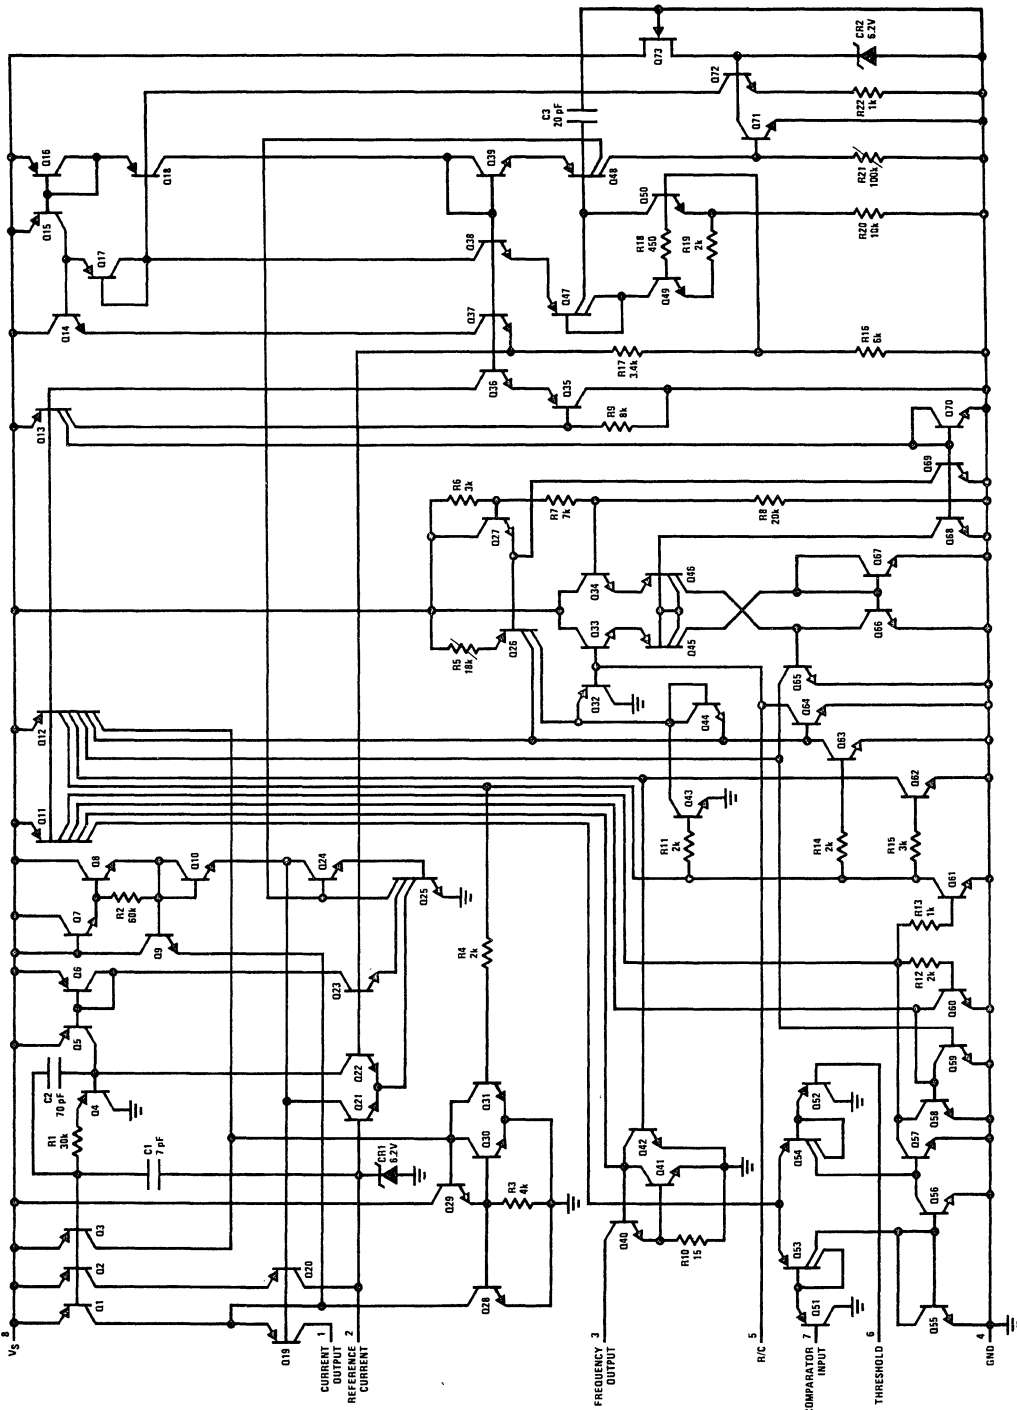 8
VS
Q1
Q2
Q3
R1
30k
C2
70 pF
Q5
Q6
Q7
Q8
Q11
Q12
Q13
Q14
Q15
Q16
C1
7 pF
Q4
R2
60k
Q9
Q10
Q17
Q18
Q19
Q20
Q21
Q22
Q23
Q24
1
CURRENT
OUTPUT
2
REFERENCE
CURRENT
CR1
6.2V
Q25
Q29
Q30
Q31
R4
2k
R5
18k
Q26
Q27
R6
3k
Q28
R3
4k
R7
7k
Q37
Q38
Q39
Q36
Q35
Q47
Q48
C3
20 pF
Q73
3
FREQUENCY
OUTPUT
Q40
Q41
Q42
R10
15
Q32
Q33
Q34
R9
8k
R17
3.4k
Q49
R18
450
R19
2k
Q50
Q43
R11
2k
Q44
Q45
Q46
Q72
5
R/C
7
COMPARATOR
INPUT
6
THRESHOLD
Q51
Q53
Q54
Q52
Q65
Q64
R8
20k
Q71
R14
2k
Q63
R15
3k
Q62
Q66
Q67
R16
6k
R20
10k
R21
100k
R22
1k
CR2
6.2V
Q55
Q56
Q57
Q58
Q59
Q60
R12
2k
R13
1k
Q61
Q68
Q69
Q70
4
GND